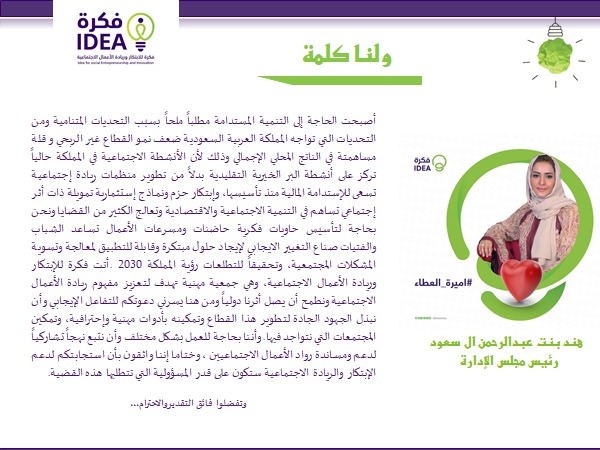 فكرة
IDEA
فكرة للابتكار وريادة الأعمال الاجتماعية
Idea for social Entrepreneurship and Innovation
ولنا كلمة
أصبحت الحاجة إلى التنمية المستدامة مطلباً ملحاً بسبب التحديات المتنامية ومن
التحديات التي تواجه المملكة العربية السعودية ضعف نمو القطاع غير الربحي و قلة
مساهمتة في الناتج المحلي الإجمالي وذلك لأن الأنشطة الاجتماعية في المملكة حالياً
تركز على أنشطة البر الخيرية التقليدية بدلاً من تطوير منظمات ريادة إجتماعية
تسعى للإستدامة المالية منذ تأسيسها، وإبتكار حزم ونماذج إستثمارية تمويلة ذات أثر
إجتماعي تساهم في التنمية الاجتماعية والاقتصادية وتعالج الكثير من القضايا ونحن
بحاجة لتأسيس حاويات فكرية حاضنات ومسرعات الأعمال تساعد الشباب
والفتيات صناع التغيير الايجابي لإيجاد حلول مبتكرة وقابلة للتطبيق لمعالجة وتسوية
المشكلات المجتمعية، وتحقيقاً للتطلعات رؤية المملكة 2030 .أتت فكرة للإبتكار
وريادة الأعمال الاجتماعية، وهي جمعية مهنية تهدف لتعزيز مفهوم ريادة الأعمال
الاجتماعية ونطمح أن يصل أثرنا دولياً ومن هنا يسرني دعوتكم للتفاعل الإيجابي وأن
نبذل الجهود الجادة لتطوير هذا القطاع وتمكينه بأدوات مهنية وإحترافية، وتمكين
المجتمعات التي نتواجد فيها. وأننا بحاجة للعمل بشكل مختلف وأن نتبع نهجاً تشاركياً
لدعم ومساندة رواد الأعمال الاجتماعيين ، وختاما إننا واثقون بأن استجابتكم لدعم
الإبتكار والريادة الاجتماعية ستكون على قدر المسؤولية التي تتطلبها هذه القضية.
وتفضلوا فائق التقدير والاحترام...
فكرة
IDEA
#اميرة_العطاء
هند بنت عبدالرحمن ال سعود
رئيس مجلس الإدارة